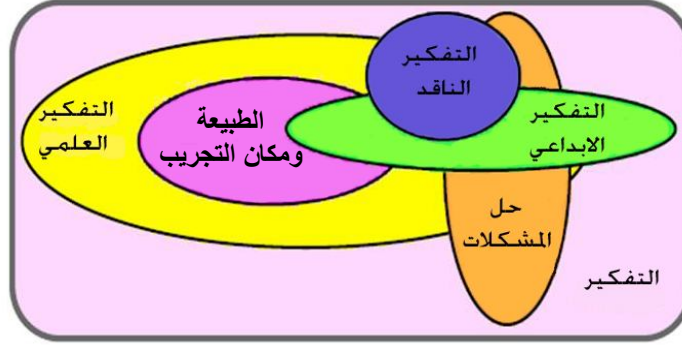 التفكير
الناقد
التفكير
الابداعي
الطبيعة
ومكان التجريب
التفكير
العلمي
حل
المشكلات
التفكير